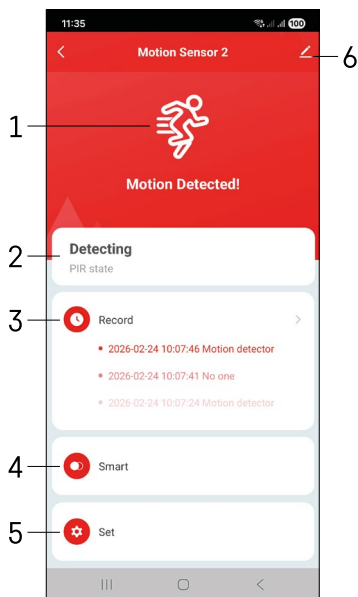 11:35
100
Motion Sensor 2
6
1
Motion Detected!
2
Detecting
PIR state
3
Record
2026-02-24 10:07:46 Motion detector
2026-02-24 10:07:41 No one
2026-02-24 10:07:24 Motion detector
4
Smart
5
Set